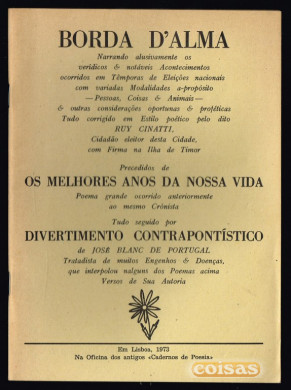 BORDA D'ALMA
Narrando alusivamente os
verídicos & notáveis Acontecimentos
ocorridos em Têmporas de Eleições nacionais
com variadas Modalidades a-propósito
—Pessoas, Coisas & Animais—
& outras considerações oportunas & proféticas
Tudo corrigido em Estilo poético pelo dito
RUY CINATTI,
Cidadão eleitor desta Cidade,
com Firma na Ilha de Timor
Precedidos de
OS MELHORES ANOS DA NOSSA VIDA
Poema grande ocorrido anteriormente
ao mesmo Crónista
Tudo seguido por
DIVERTIMENTO CONTRAPONTÍSTICO
de JOSÉ BLANC DE PORTUGAL
Tratadista de muitos Engenhos & Doenças,
que interpolou nalguns dos Poemas acima
Versos de Sua Autoria
Em Lisboa, 1973
Na Oficina dos antigos «Cadernos de Poesia»
coisas